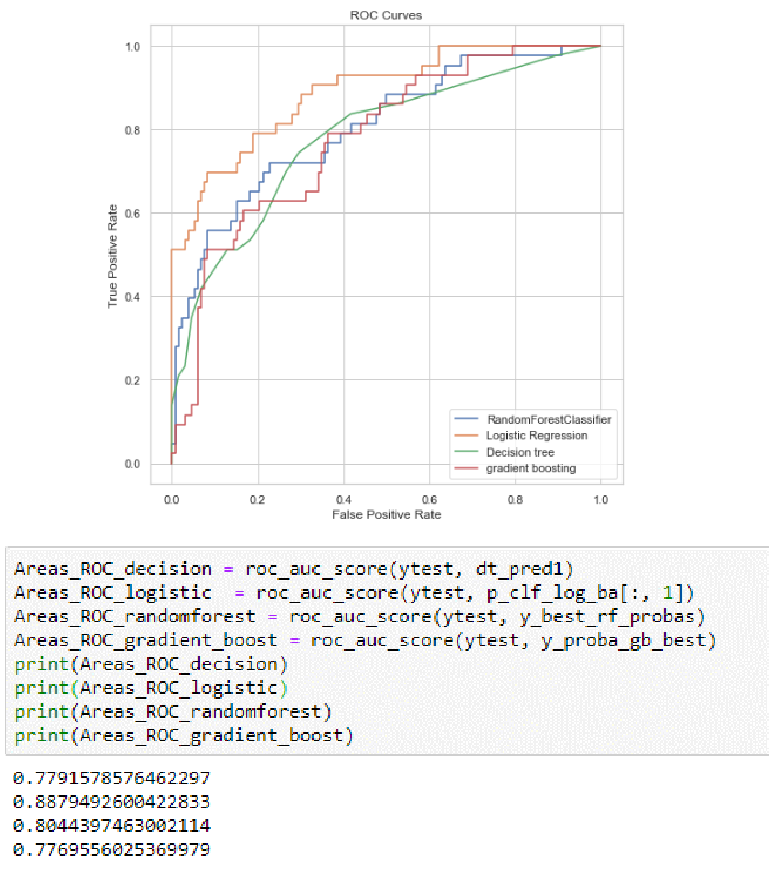 ROC Curves
1.0
0.8
0.6
0.4
0.2
0.0
True Positive Rate
RandomForestClassifier
Logistic Regression
Decision tree
gradient boosting
0.0 0.2 0.4 0.6 0.8 1.0
False Positive Rate
Areas_ROC_decision = roc_auc_score(ytest, dt_pred1)
Areas_ROC_logistic  = roc_auc_score(ytest, p_clf_log_ba[:, 1])
Areas_ROC_randomforest = roc_auc_score(ytest, y_best_rf_probas)
Areas_ROC_gradient_boost = roc_auc_score(ytest, y_proba_gb_best)
print(Areas_ROC_decision)
print(Areas_ROC_logistic)
print(Areas_ROC_randomforest)
print(Areas_ROC_gradient_boost)
0.7791578576462297
0.8879492600422833
0.8044397463002114
0.7769556025369979